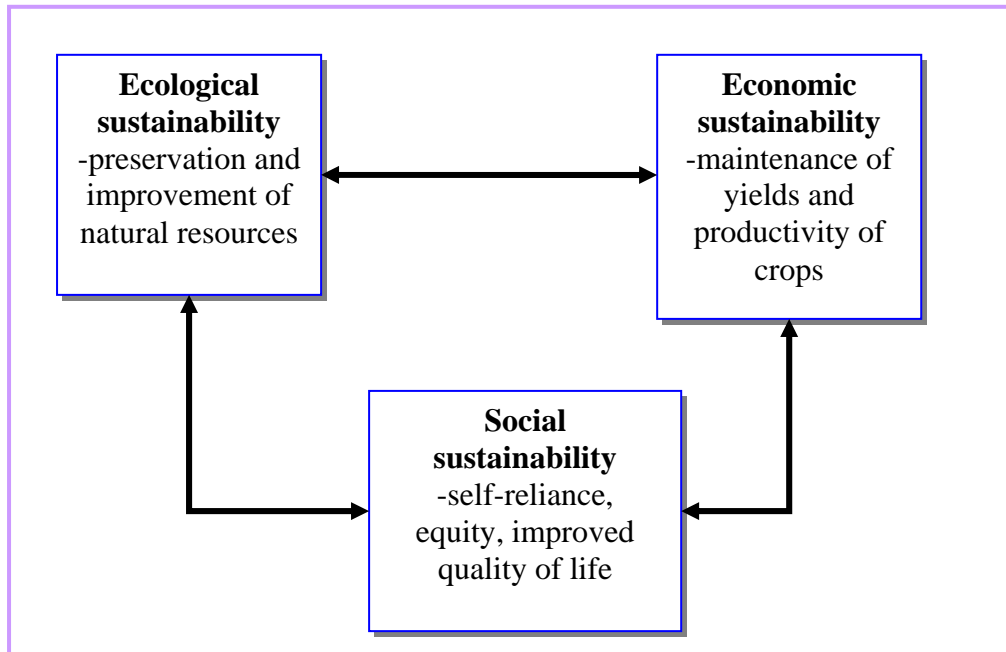 Ecological
sustainability
-preservation and
improvement of
natural resources
Economic
sustainability
-maintenance of
yields and
productivity of
crops
Social
sustainability
-self-reliance,
equity, improved
quality of life